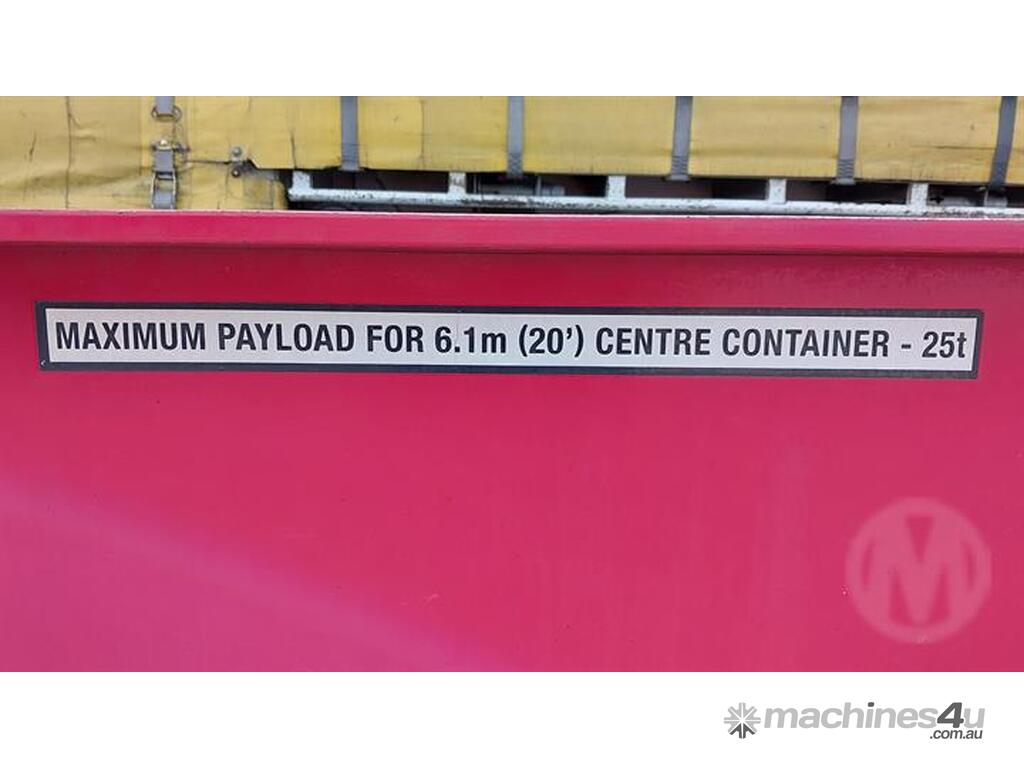 MAXIMUM PAYLOAD FOR 6.1m (20') CENTRE CONTAINER - 25t
M
machines4u
.com.au